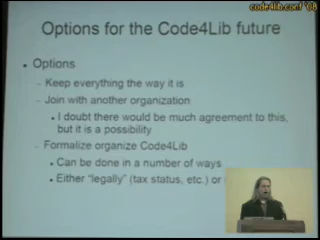 code4lib.con/ '08
Options for the Code4Lib future
• Options
– Keep everything the way it is
– Join with another organization
• I doubt there would be much agreement to this,
but it is a possibility
– Formalize organize Code4Lib
• Can be done in a number of ways
• Either "legally" (tax status, etc.) or